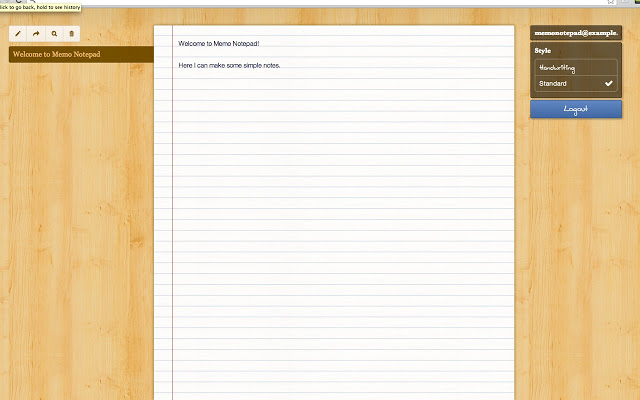 lick to go back, hold to see history
Welcome to Memo Notepad
Welcome to Memo Notepad!
Here I can make some simple notes.
memonotepad@example.
Style
Handwriting
Standard
Logout